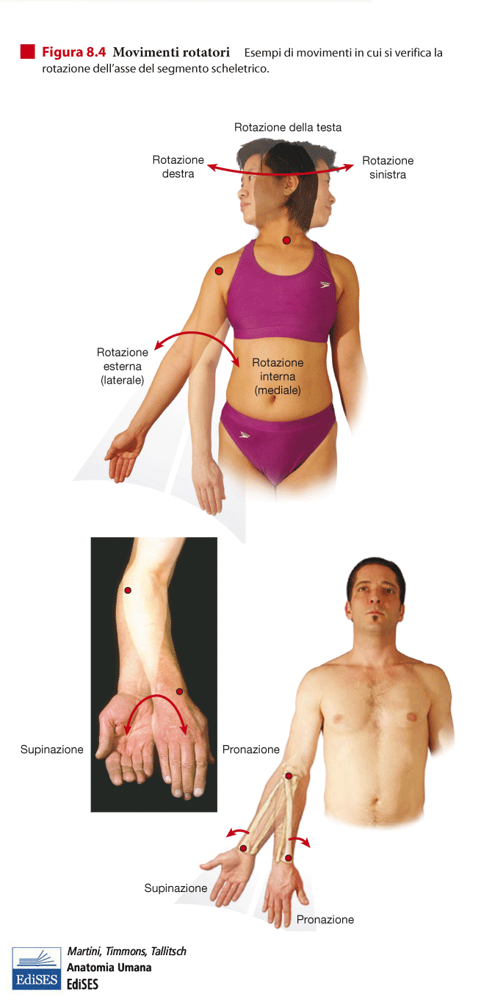 Figura 8.4 Movimenti rotatori Esempi di movimenti in cui si verifica la
rotazione dell'asse del segmento scheletrico.
Rotazione della testa
Rotazione
destra
Rotazione
sinistra
Rotazione
esterna
(laterale)
Rotazione
interna
(mediale)
Supinazione
Pronazione
Supinazione
Pronazione
EdiSES
Martini, Timmons, Tallitsch
Anatomia Umana
EdiSES